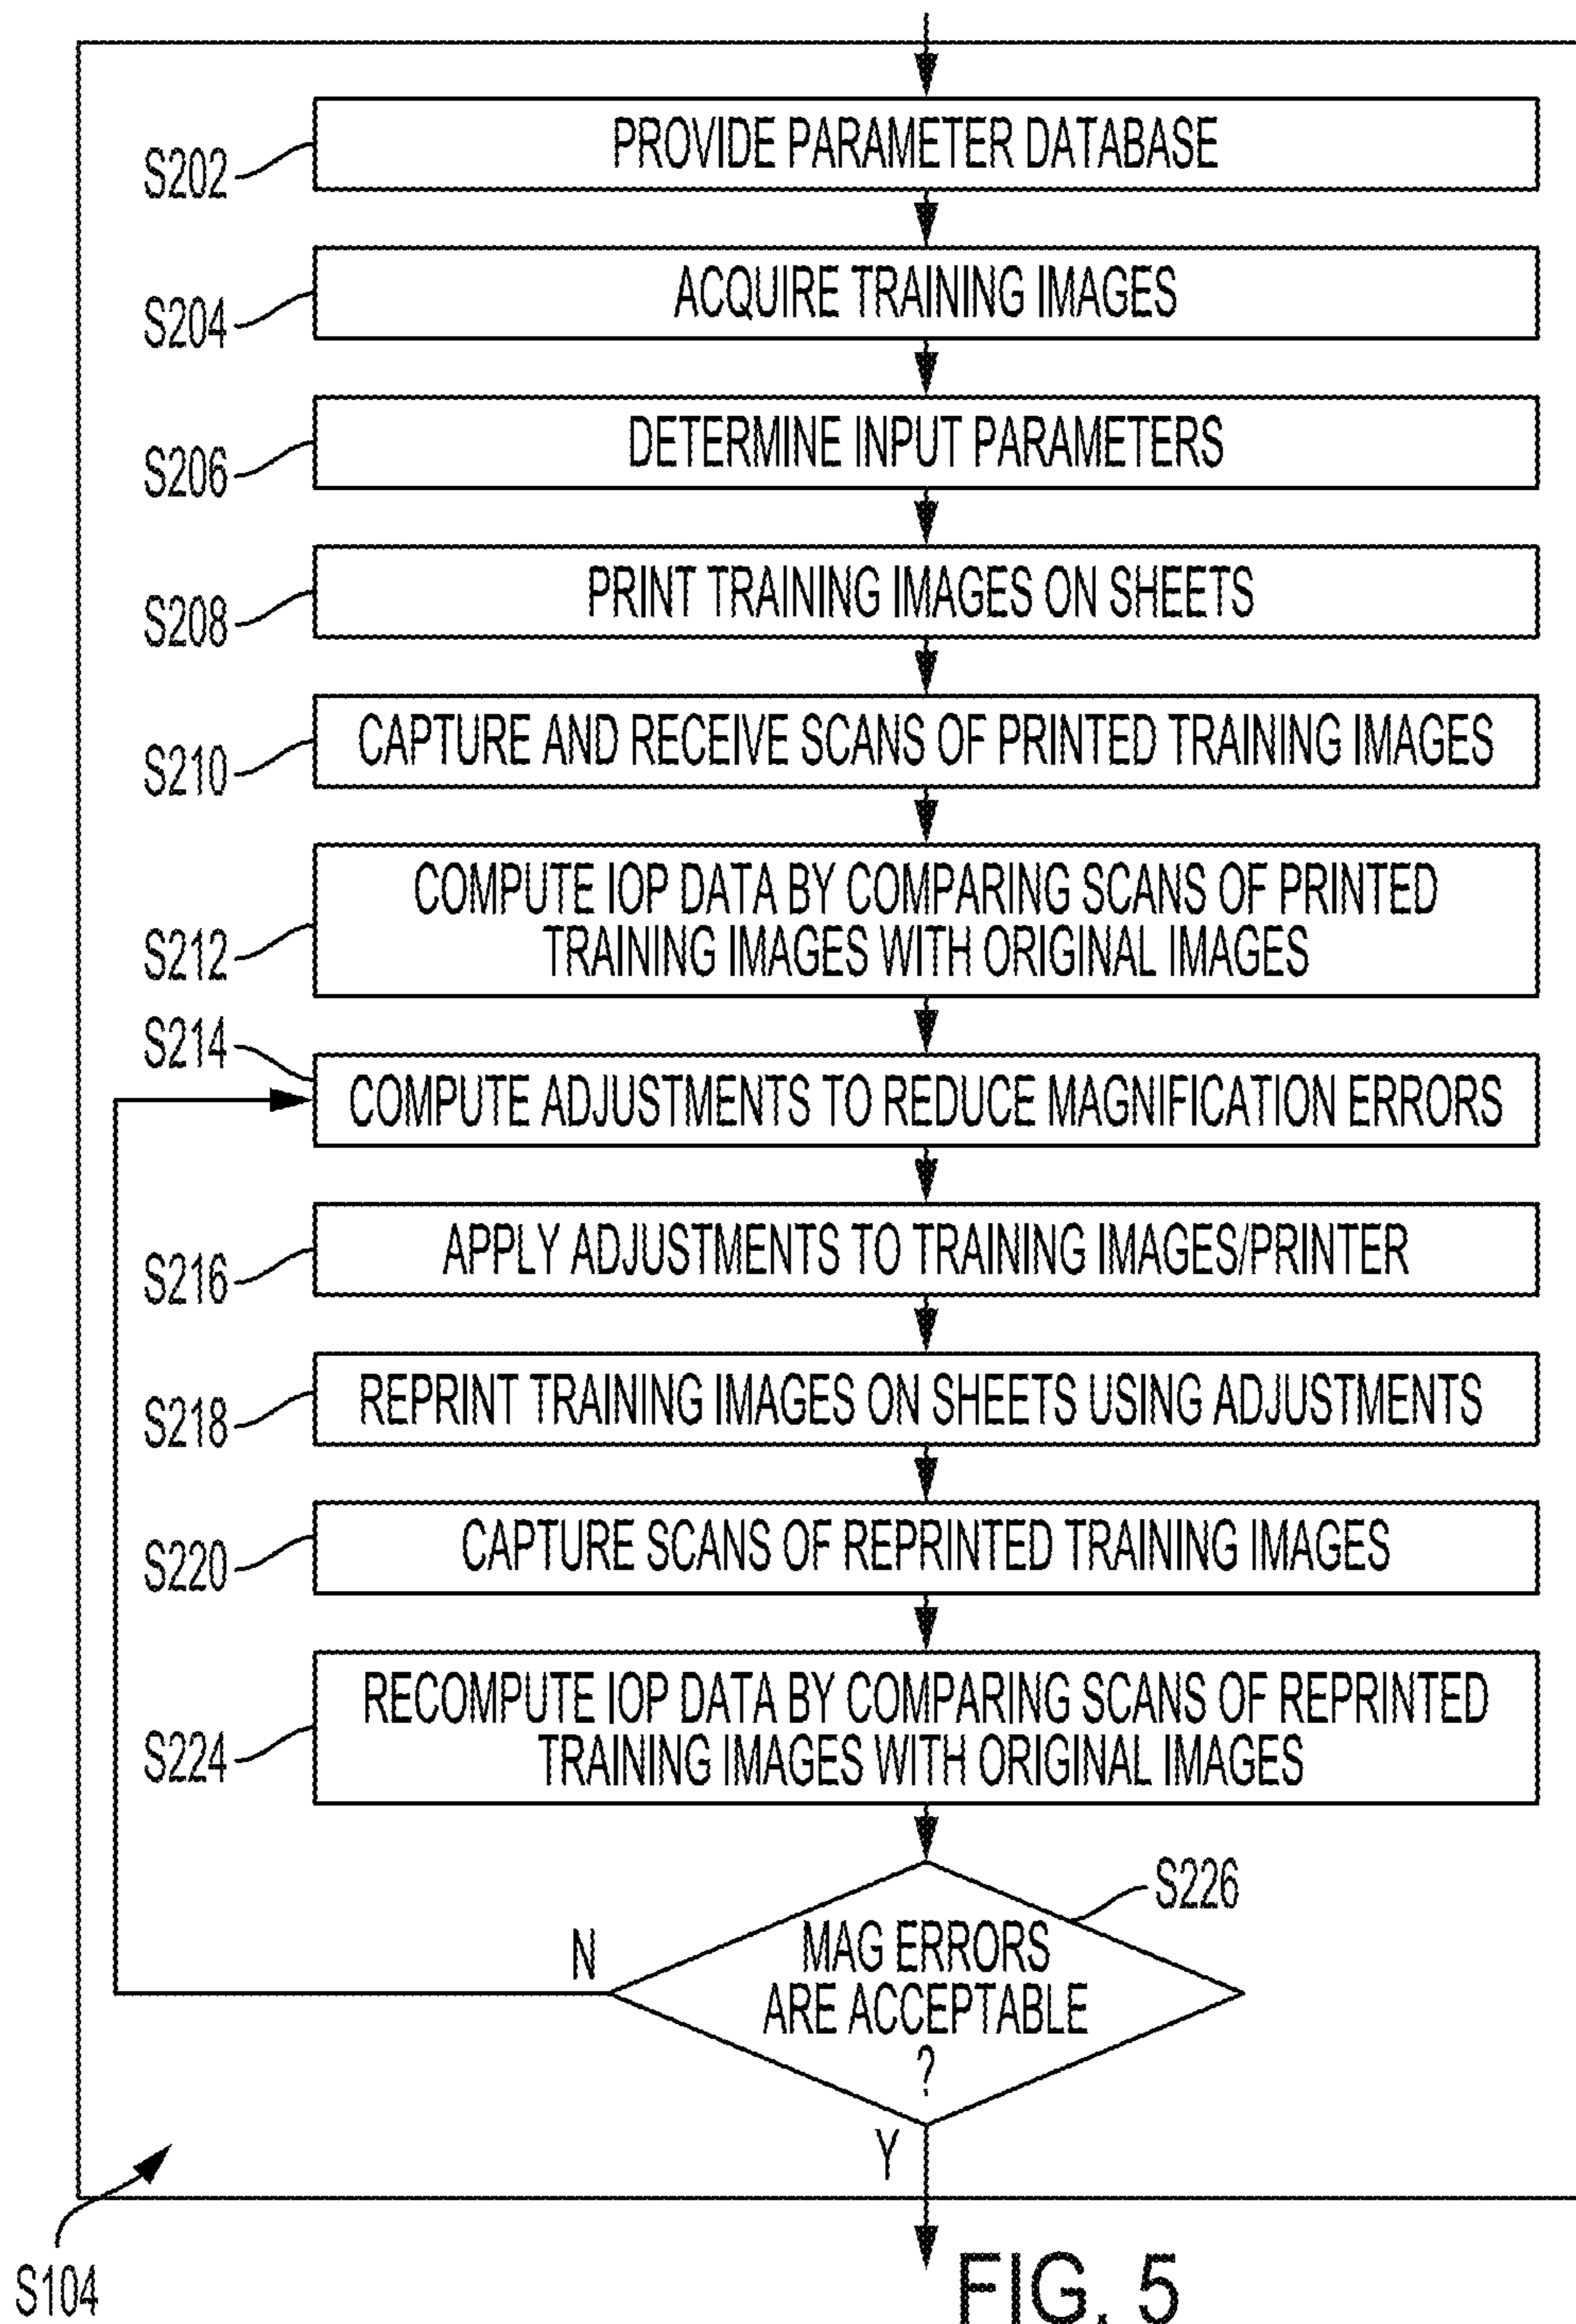 S202
PROVIDE PARAMETER DATABASE
S204
ACQUIRE TRAINING IMAGES
S206
DETERMINE INPUT PARAMETERS
S208
PRINT TRAINING IMAGES ON SHEETS
S210
CAPTURE AND RECEIVE SCANS OF PRINTED TRAINING IMAGES
S212
COMPUTE IOP DATA BY COMPARING SCANS OF PRINTED
TRAINING IMAGES WITH ORIGINAL IMAGES
S214
COMPUTE ADJUSTMENTS TO REDUCE MAGNIFICATION ERRORS
S216
APPLY ADJUSTMENTS TO TRAINING IMAGES/PRINTER
S218
REPRINT TRAINING IMAGES ON SHEETS USING ADJUSTMENTS
S220
CAPTURE SCANS OF REPRINTED TRAINING IMAGES
S224
RECOMPUTE IOP DATA BY COMPARING SCANS OF REPRINTED
TRAINING IMAGES WITH ORIGINAL IMAGES
S226
N
MAG ERRORS
ARE ACCEPTABLE
?
Y
S104
FIG. 5